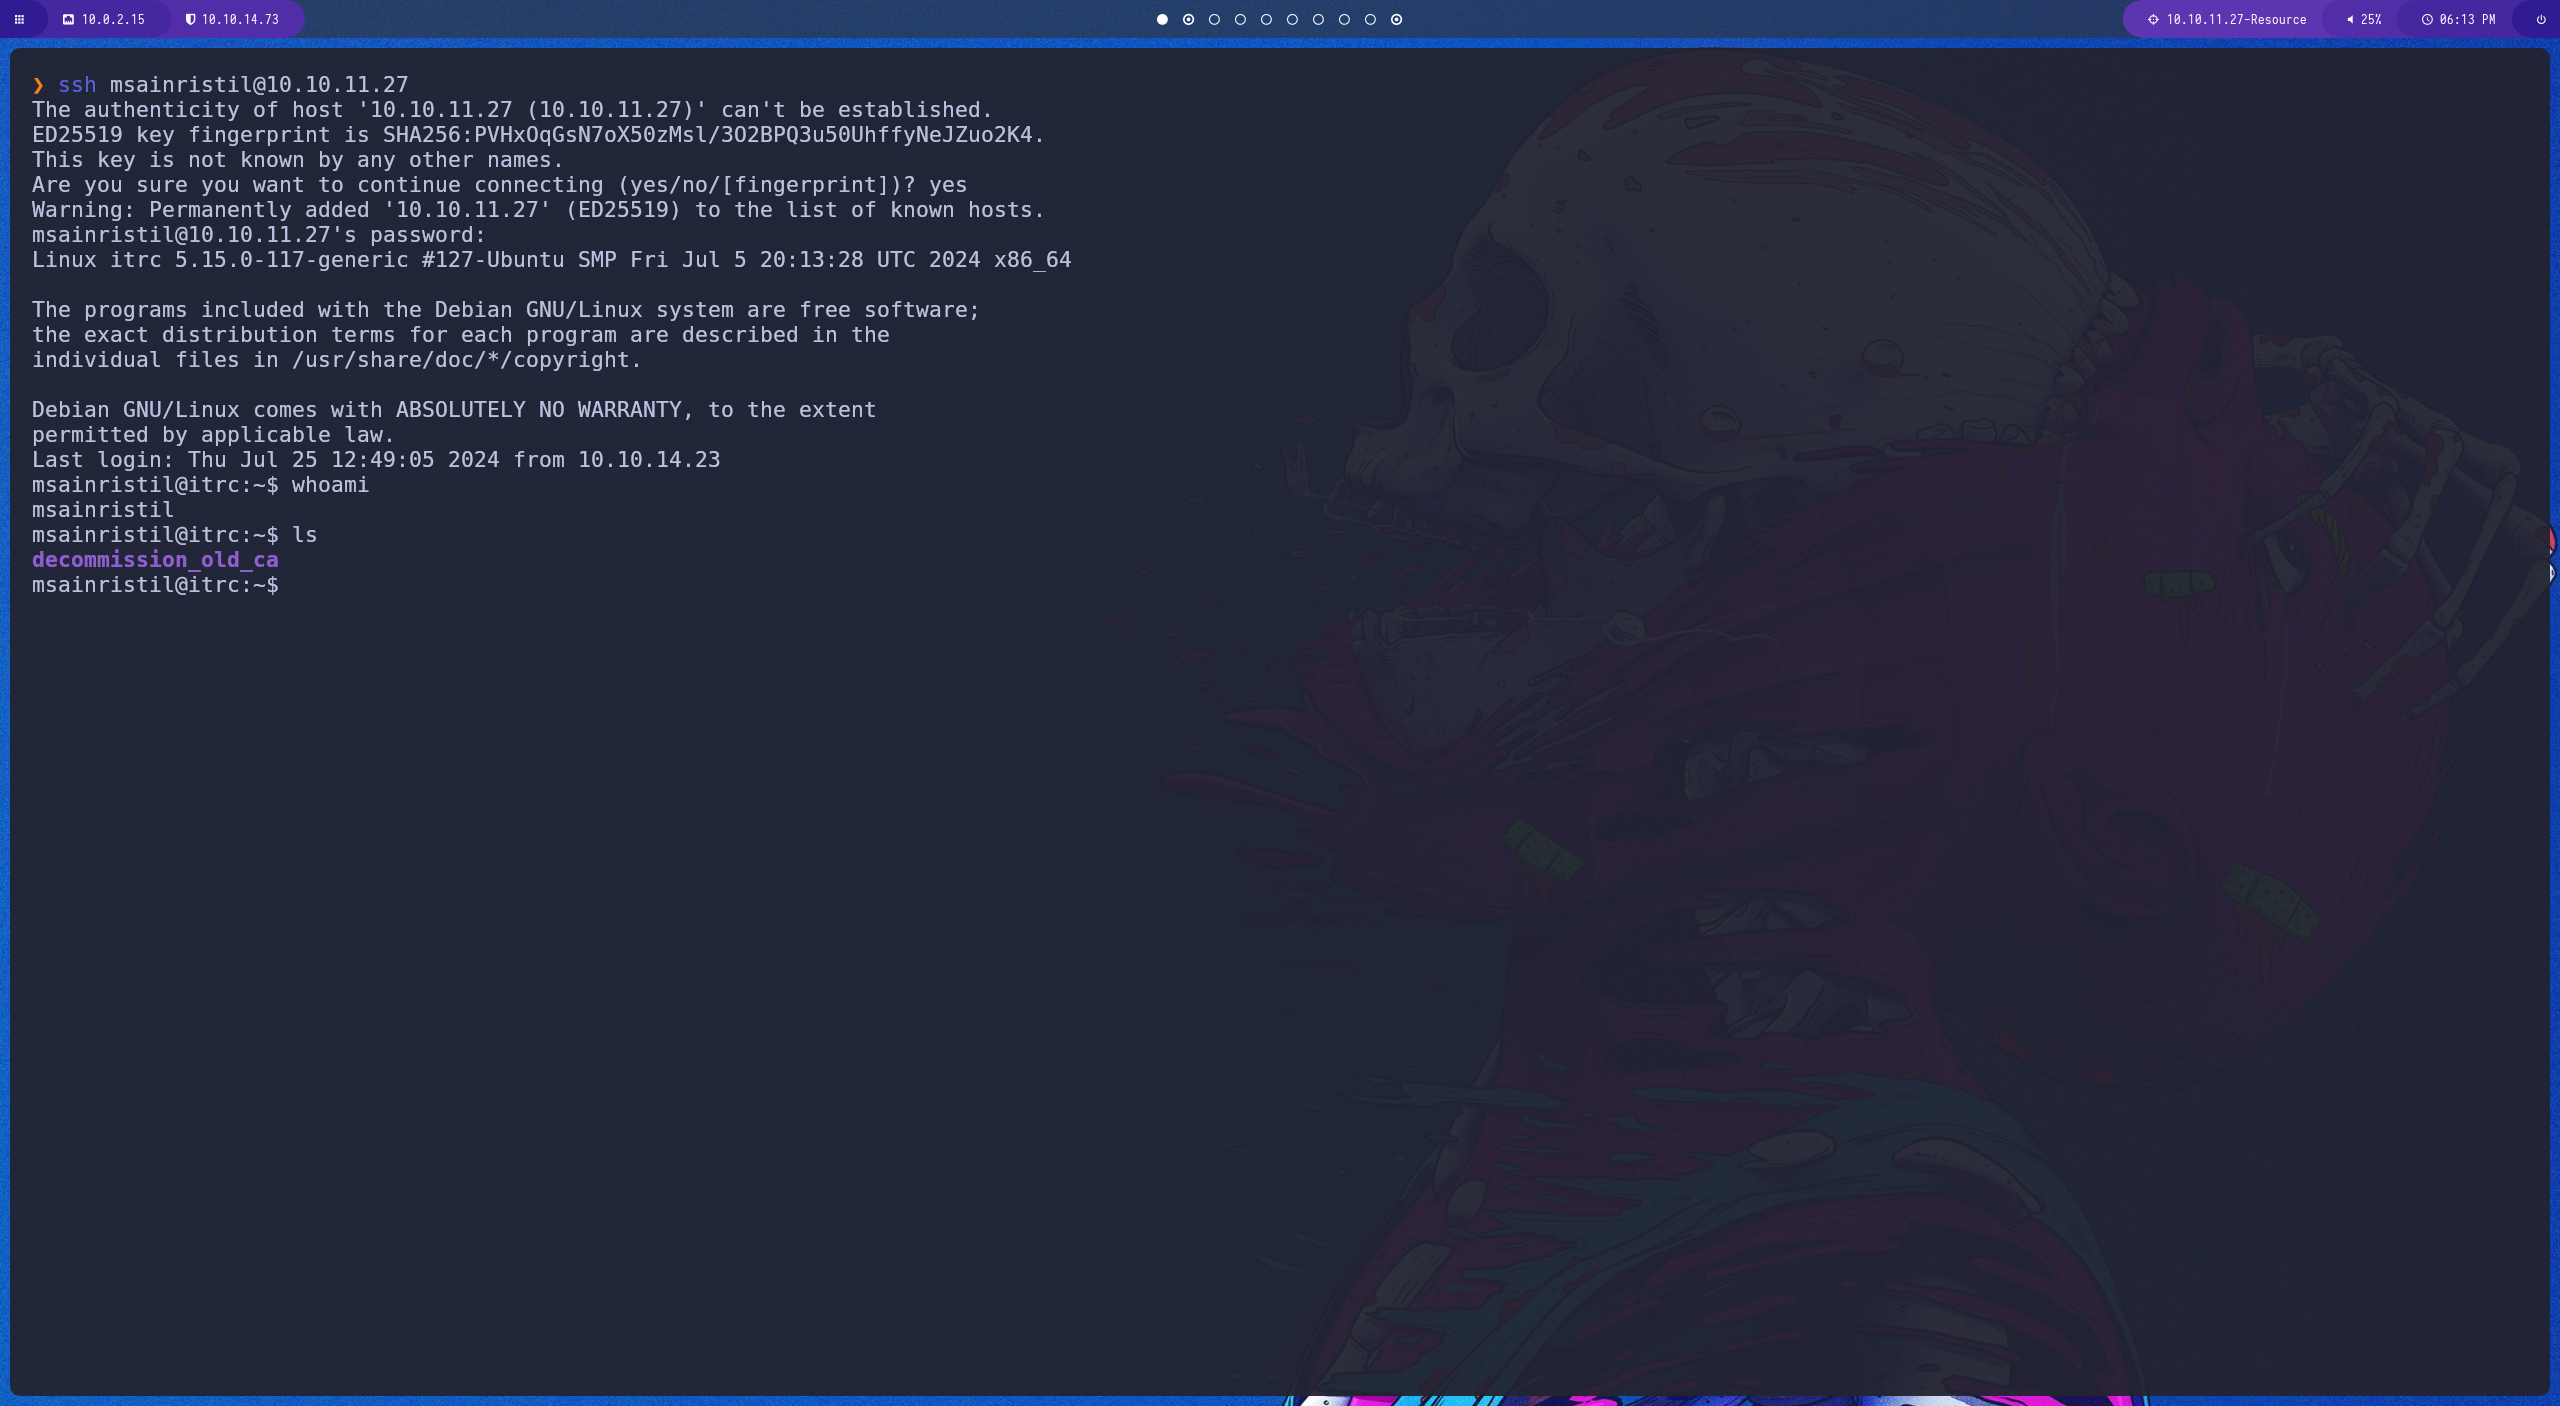 10.0.2.15 10.10.14.73 10.10.11.27-Resource 25% 06:13 PM
❯ ssh msainristil@10.10.11.27
The authenticity of host '10.10.11.27 (10.10.11.27)' can't be established.
ED25519 key fingerprint is SHA256:PVHxOqGsN7oX50zMsl/3O2BPQ3u50UhffyNeJZuo2K4.
This key is not known by any other names.
Are you sure you want to continue connecting (yes/no/[fingerprint])? yes
Warning: Permanently added '10.10.11.27' (ED25519) to the list of known hosts.
msainristil@10.10.11.27's password:
Linux itrc 5.15.0-117-generic #127-Ubuntu SMP Fri Jul 5 20:13:28 UTC 2024 x86_64
The programs included with the Debian GNU/Linux system are free software;
the exact distribution terms for each program are described in the
individual files in /usr/share/doc/*/copyright.
Debian GNU/Linux comes with ABSOLUTELY NO WARRANTY, to the extent
permitted by applicable law.
Last login: Thu Jul 25 12:49:05 2024 from 10.10.14.23
msainristil@itrc:~$ whoami
msainristil
msainristil@itrc:~$ ls
decommission_old_ca
msainristil@itrc:~$